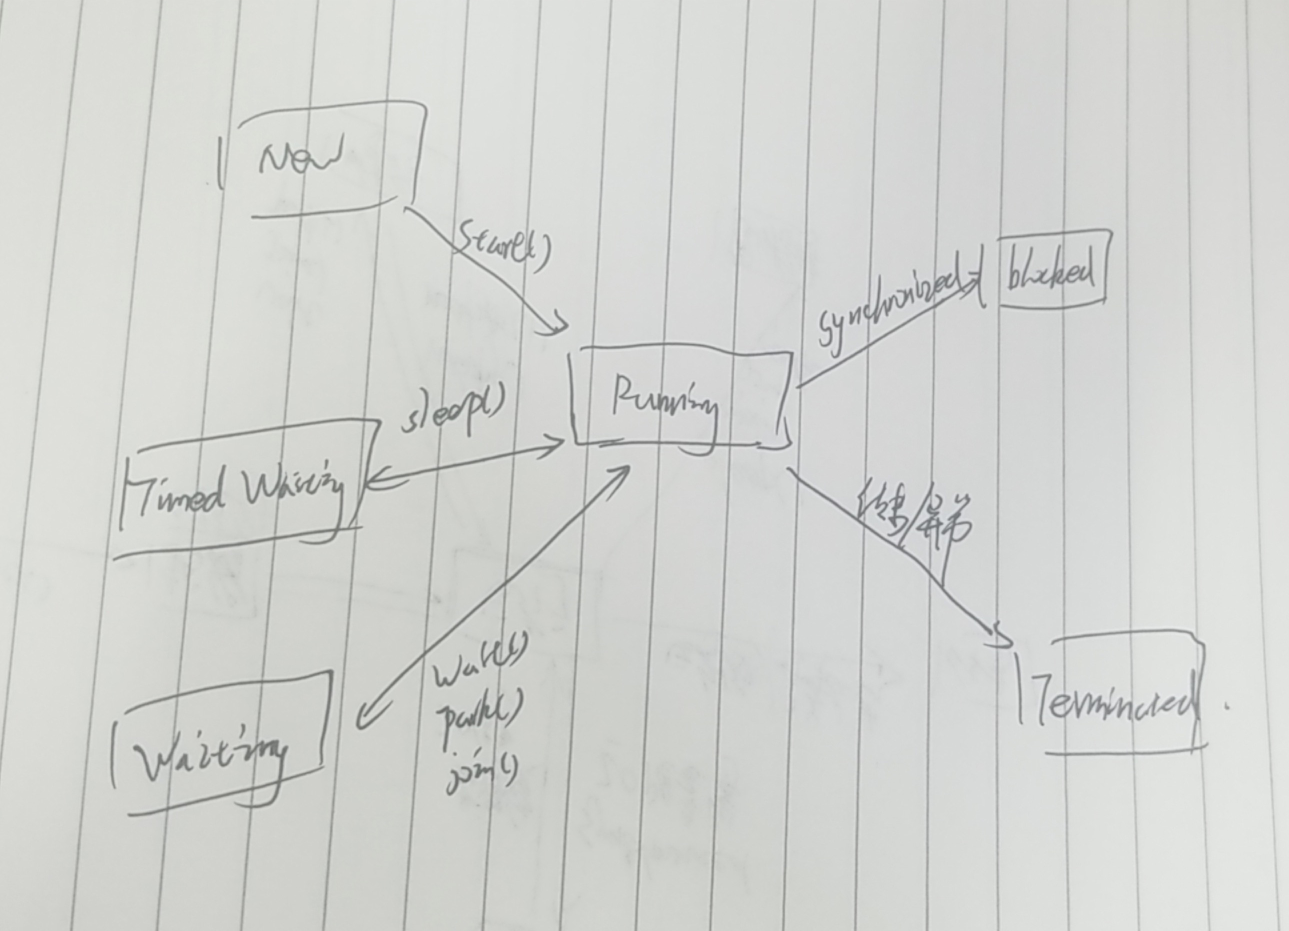 New
start()
synchronized
blocked
Running
sleep()
Timed Waiting
结束/异常
wait()
park()
join()
Waiting
Terminated